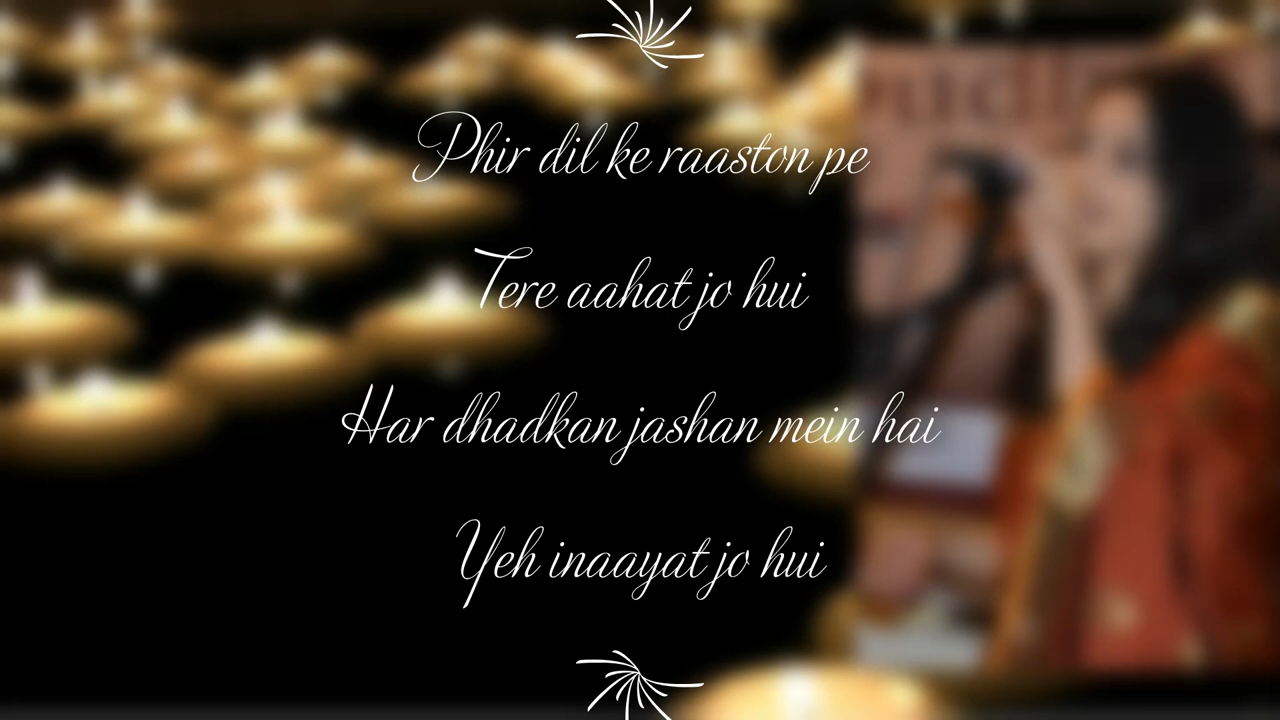 Phir dil ke raaston pe
Tere aahat jo hui
Har dhadkan jashan mein hai
Yeh inaayat jo hui